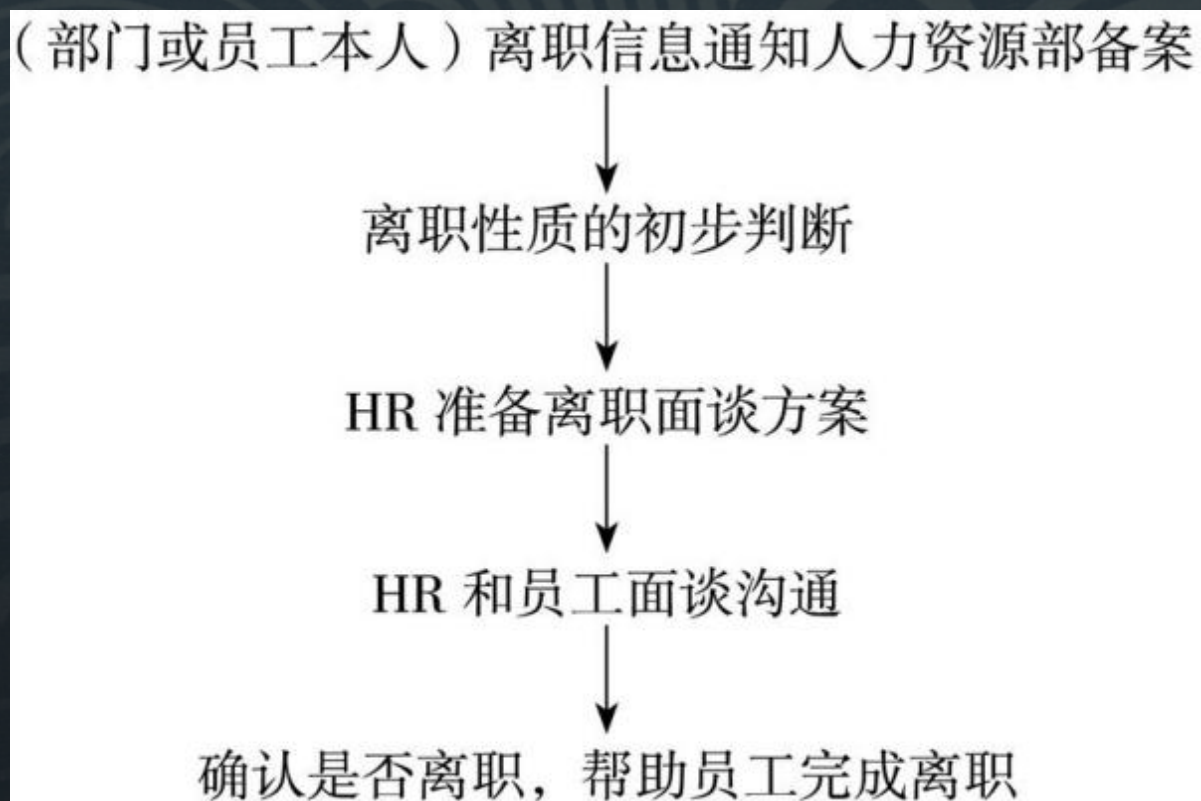 （部门或员工本人）离职信息通知人力资源部备案
离职性质的初步判断
HR 准备离职面谈方案
HR 和员工面谈沟通
确认是否离职，帮助员工完成离职